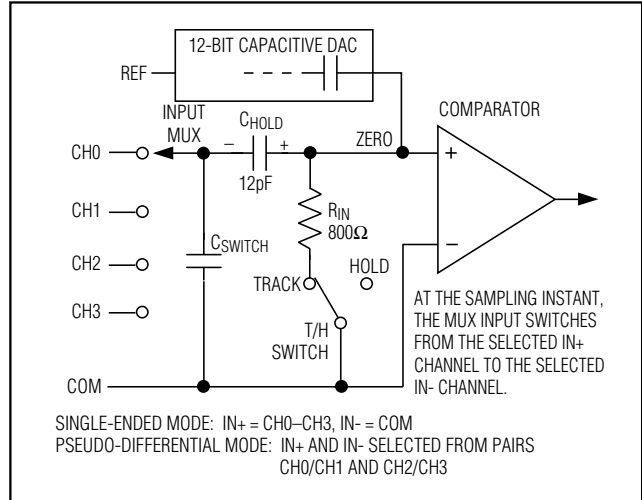 12-BIT CAPACITIVE DAC
REF
COMPARATOR
INPUT
MUX
CHOLD
– +
12pF
ZERO
+
CH0
RIN
800Ω
CH1
CSWITCH
–
HOLD
CH2
TRACK
CH3
T/H
SWITCH
AT THE SAMPLING INSTANT,
THE MUX INPUT SWITCHES
FROM THE SELECTED IN+
CHANNEL TO THE SELECTED
IN- CHANNEL.
COM
SINGLE-ENDED MODE: IN+ = CH0–CH3, IN- = COM
PSEUDO-DIFFERENTIAL MODE: IN+ AND IN- SELECTED FROM PAIRS
CH0/CH1 AND CH2/CH3